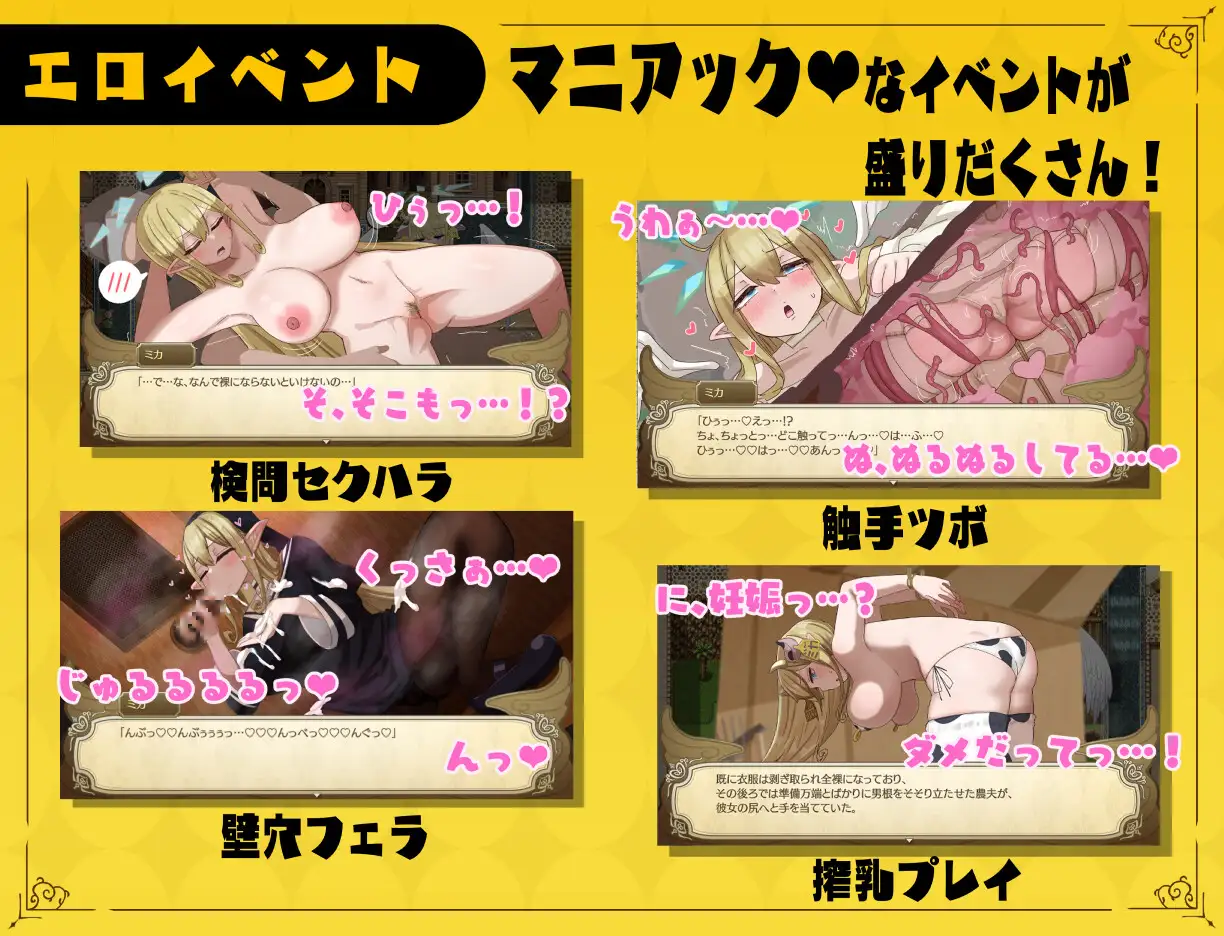 エロイベント
マニアック♥なイベントが
盛りだくさん！
ひぅっ…！
ミカ
「…で…な、なんで裸にならないといけないの…」
そ、そこもっ…！？
検問セクハラ
うわぁ～…♥
ミカ
「ひぅっ…♡えっ…!?
ちょ、ちょっとっ…どこ触ってっ…んっ…♡は…ふ…♡
ひぅっ…♡♡はっ…♡♡あんっ
ぬ、ぬるぬるしてる…♥
触手ツボ
くっさぁ…♥
じゅるるるるっ♥
ミカ
「んぶっ♡♡んぶぅぅぅっ…♡♡♡んっべっ♡♡♡んぐっ♡」
んっ♥
壁穴フェラ
に、妊娠っ…？
ダメだってっ…！
既に衣服は剥ぎ取られ全裸になっており、
その後ろでは準備万端とばかりに男根をそそり立たせた農夫が、
彼女の尻へと手を当てていた。
搾乳プレイ